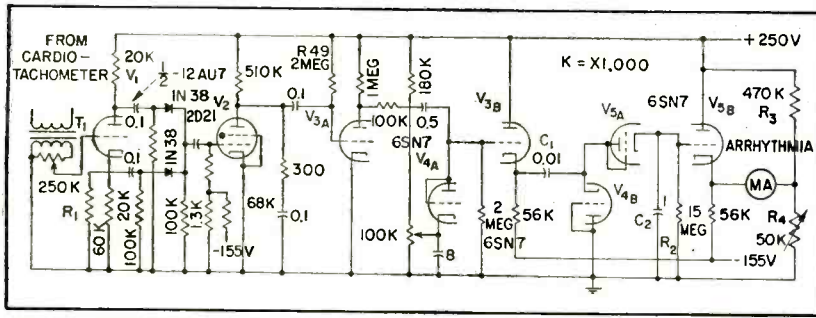 FROM
CARDIO-
TACHOMETER
20K
V1
½-12AU7
1N38
2D21
510K
V2
0.1
R49
2MEG
1MEG
180K
V3A
100K
0.5
6SN7
V4A
V3B
C1
0.01
V5A
6SN7
V5B
+250V
K = X1,000
470K
R3
ARRHYTHMIA
MA
R4
50K
T1
250K
0.1
0.1
1N38
R1
60K
20K
100K
100K
1.3K
68K
-155V
300
0.1
100K
8
2
MEG
6SN7
56K
V4B
1
C2
R2
15
MEG
56K
-155V